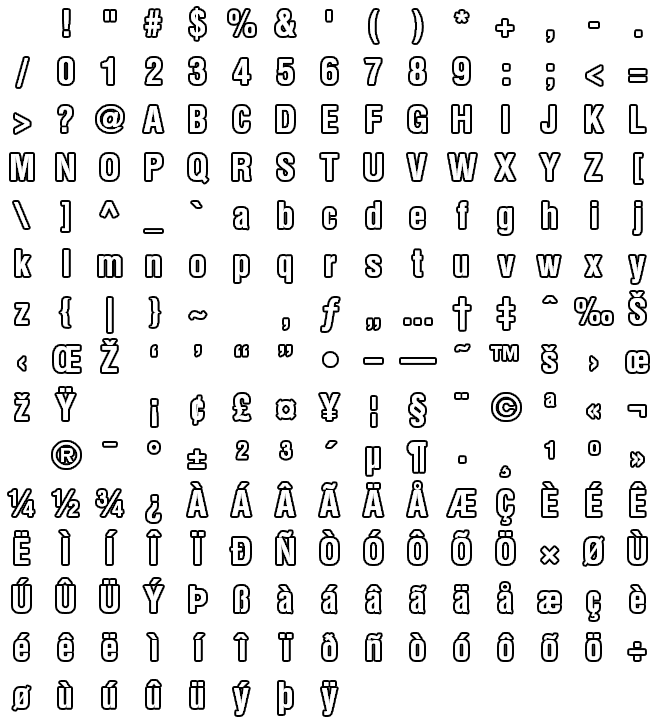 ! " # $ % & ' ( ) * + , - .
/ 0 1 2 3 4 5 6 7 8 9 : ; < =
> ? @ A B C D E F G H I J K L
M N O P Q R S T U V W X Y Z [
\ ] ^ _ ` a b c d e f g h i j
k l m n o p q r s t u v w x y
z { | } ~ ‚ ƒ „ … † ‡ ˆ ‰ Š
‹ Œ Ž ‘ ’ “ ” • – — ˜ ™ š › œ
ž Ÿ ¡ ¢ £ ¤ ¥ ¦ § ¨ © ª « ¬
® ¯ ° ± ² ³ ´ µ ¶ · ¸ ¹ º »
¼ ½ ¾ ¿ À Á Â Ã Ä Å Æ Ç È É Ê
Ë Ì Í Î Ï Ð Ñ Ò Ó Ô Õ Ö × Ø Ù
Ú Û Ü Ý Þ ß à á â ã ä å æ ç è
é ê ë ì í î ï ð ñ ò ó ô õ ö ÷
ø ù ú û ü ý þ ÿ